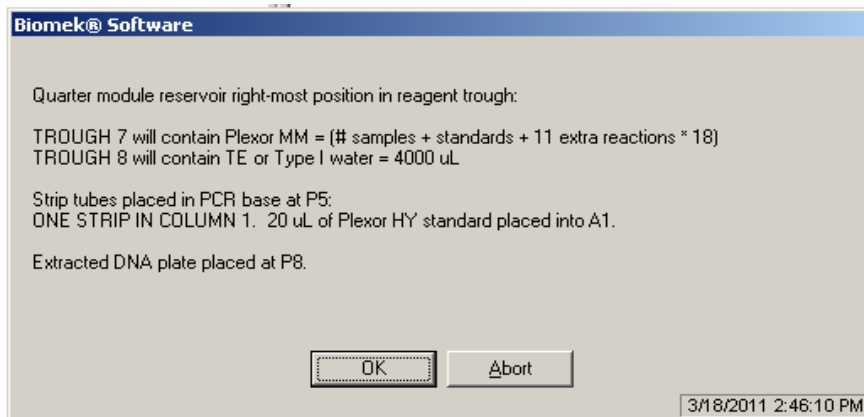 Biomek® Software
Quarter module reservoir right-most position in reagent trough:
TROUGH 7 will contain Plexor MM = (# samples + standards + 11 extra reactions * 18)
TROUGH 8 will contain TE or Type I water = 4000 uL
Strip tubes placed in PCR base at P5:
ONE STRIP IN COLUMN 1.  20 uL of Plexor HY standard placed into A1.
Extracted DNA plate placed at P8.
OK
Abort
3/18/2011 2:46:10 PM